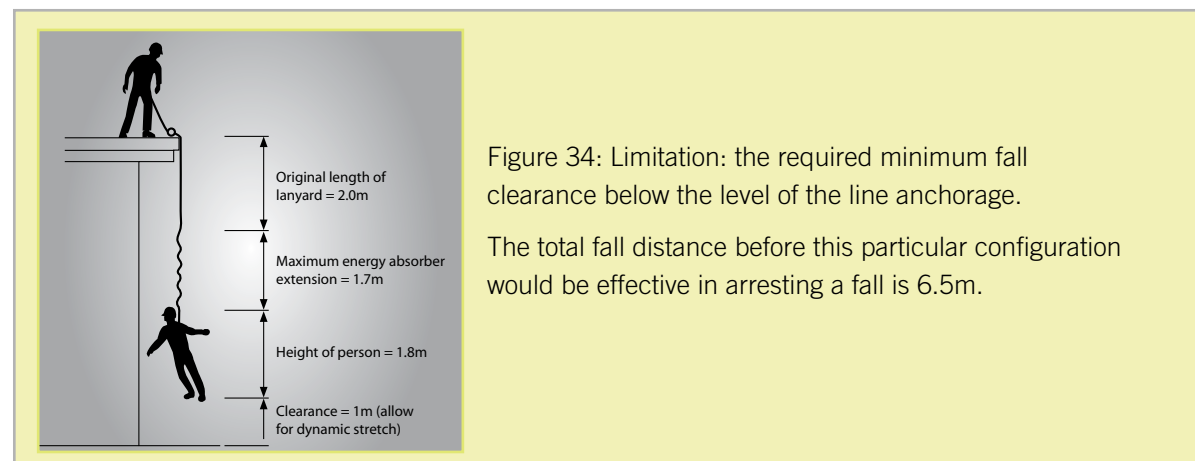 Original length of
lanyard = 2.0m
Maximum energy absorber
extension = 1.7m
Height of person = 1.8m
Clearance = 1m (allow
for dynamic stretch)
Figure 34: Limitation: the required minimum fall
clearance below the level of the line anchorage.
The total fall distance before this particular configuration
would be effective in arresting a fall is 6.5m.